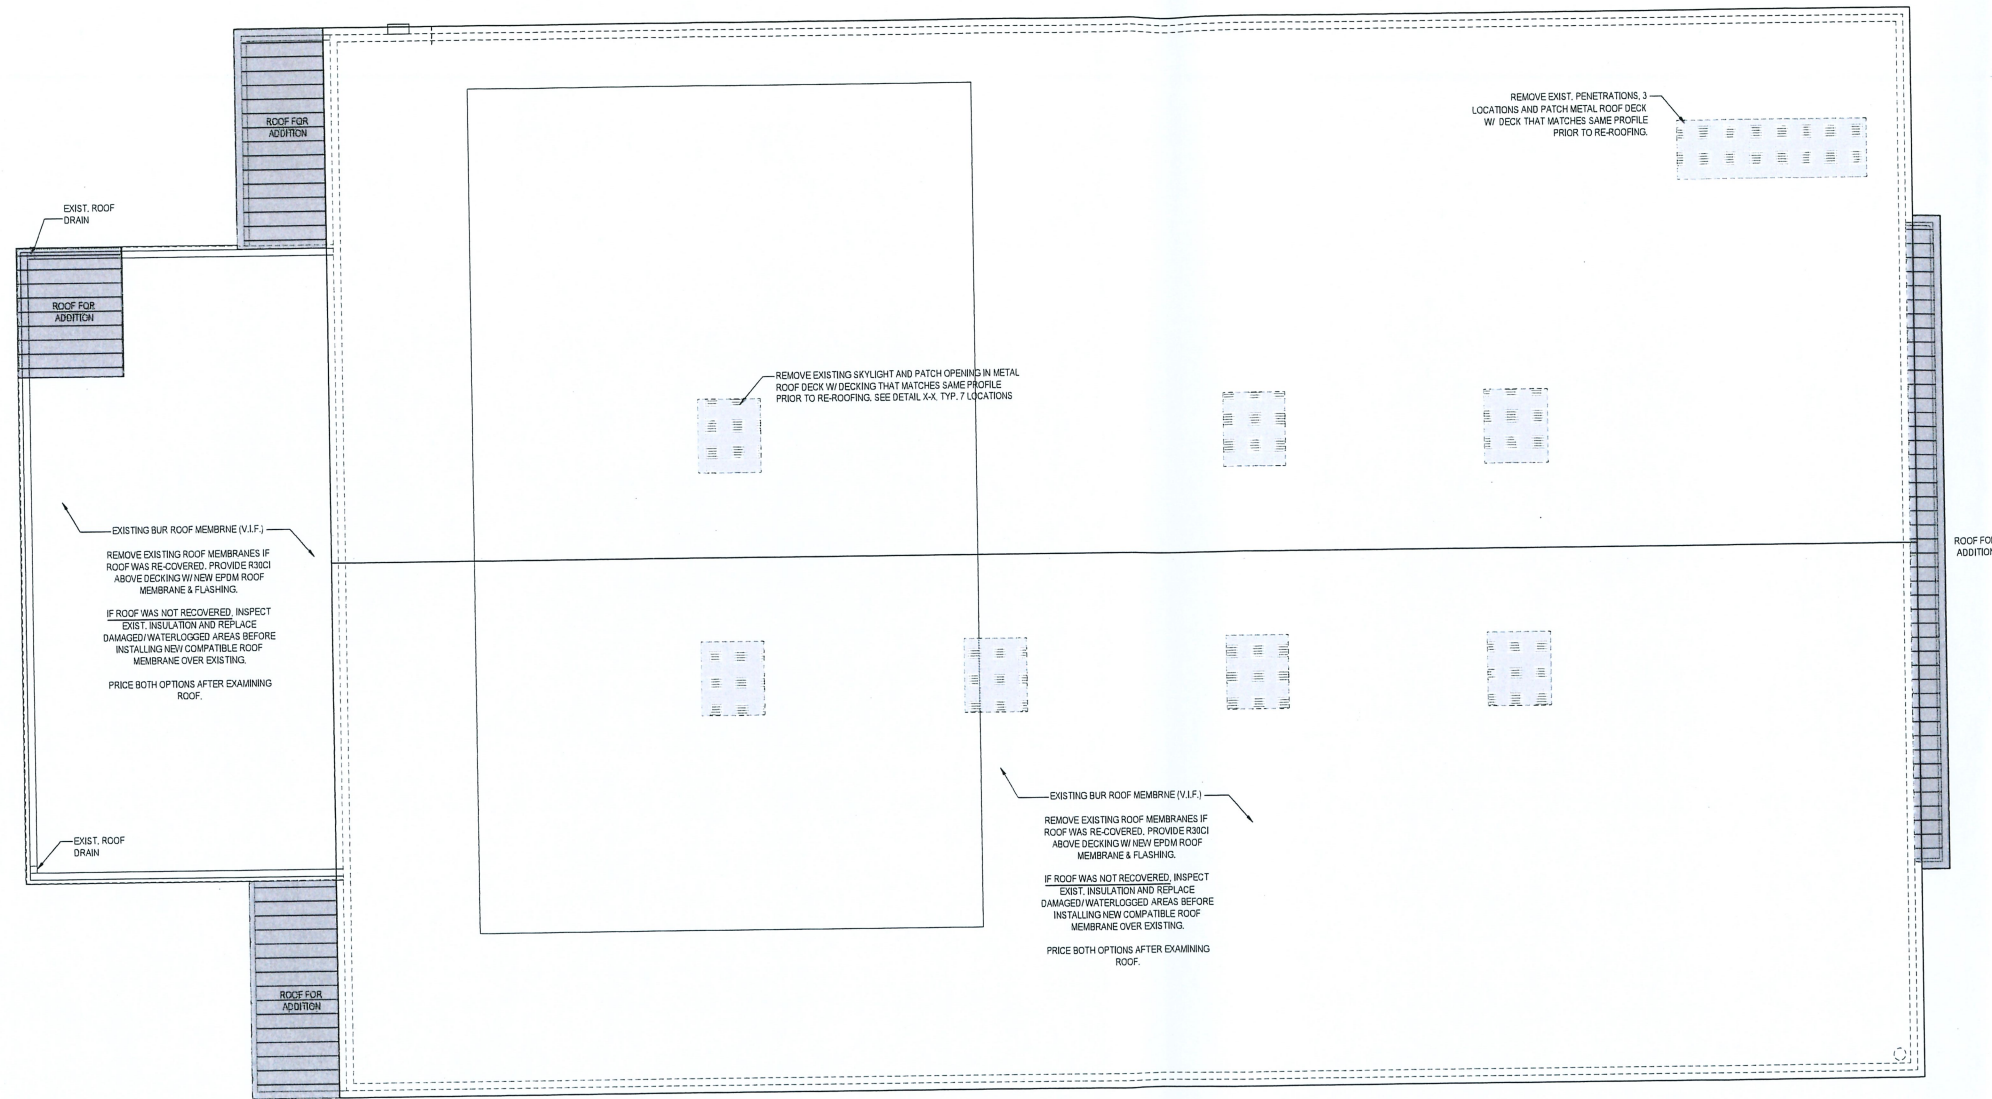 REMOVE EXIST. PENETRATIONS, 3
LOCATIONS AND PATCH METAL ROOF DECK
W/ DECK THAT MATCHES SAME PROFILE
PRIOR TO RE-ROOFING.
ROOF FOR
ADDITION
EXIST. ROOF
DRAIN
ROOF FOR
ADDITION
REMOVE EXISTING SKYLIGHT AND PATCH OPENING IN METAL
ROOF DECK W/ DECKING THAT MATCHES SAME PROFILE
PRIOR TO RE-ROOFING. SEE DETAIL X-X. TYP. 7 LOCATIONS
EXISTING BUR ROOF MEMBRNE (V.I.F.)
REMOVE EXISTING ROOF MEMBRANES IF
ROOF WAS RE-COVERED. PROVIDE R30CI
ABOVE DECKING W/ NEW EPDM ROOF
MEMBRANE & FLASHING.
IF ROOF WAS NOT RECOVERED, INSPECT
EXIST. INSULATION AND REPLACE
DAMAGED/WATERLOGGED AREAS BEFORE
INSTALLING NEW COMPATIBLE ROOF
MEMBRANE OVER EXISTING.
PRICE BOTH OPTIONS AFTER EXAMINING
ROOF.
ROOF FO
ADDITION
EXISTING BUR ROOF MEMBRNE (V.I.F.)
REMOVE EXISTING ROOF MEMBRANES IF
ROOF WAS RE-COVERED. PROVIDE R30CI
ABOVE DECKING W/ NEW EPDM ROOF
MEMBRANE & FLASHING.
IF ROOF WAS NOT RECOVERED, INSPECT
EXIST. INSULATION AND REPLACE
DAMAGED/WATERLOGGED AREAS BEFORE
INSTALLING NEW COMPATIBLE ROOF
MEMBRANE OVER EXISTING.
PRICE BOTH OPTIONS AFTER EXAMINING
ROOF.
EXIST. ROOF
DRAIN
ROOF FOR
ADDITION